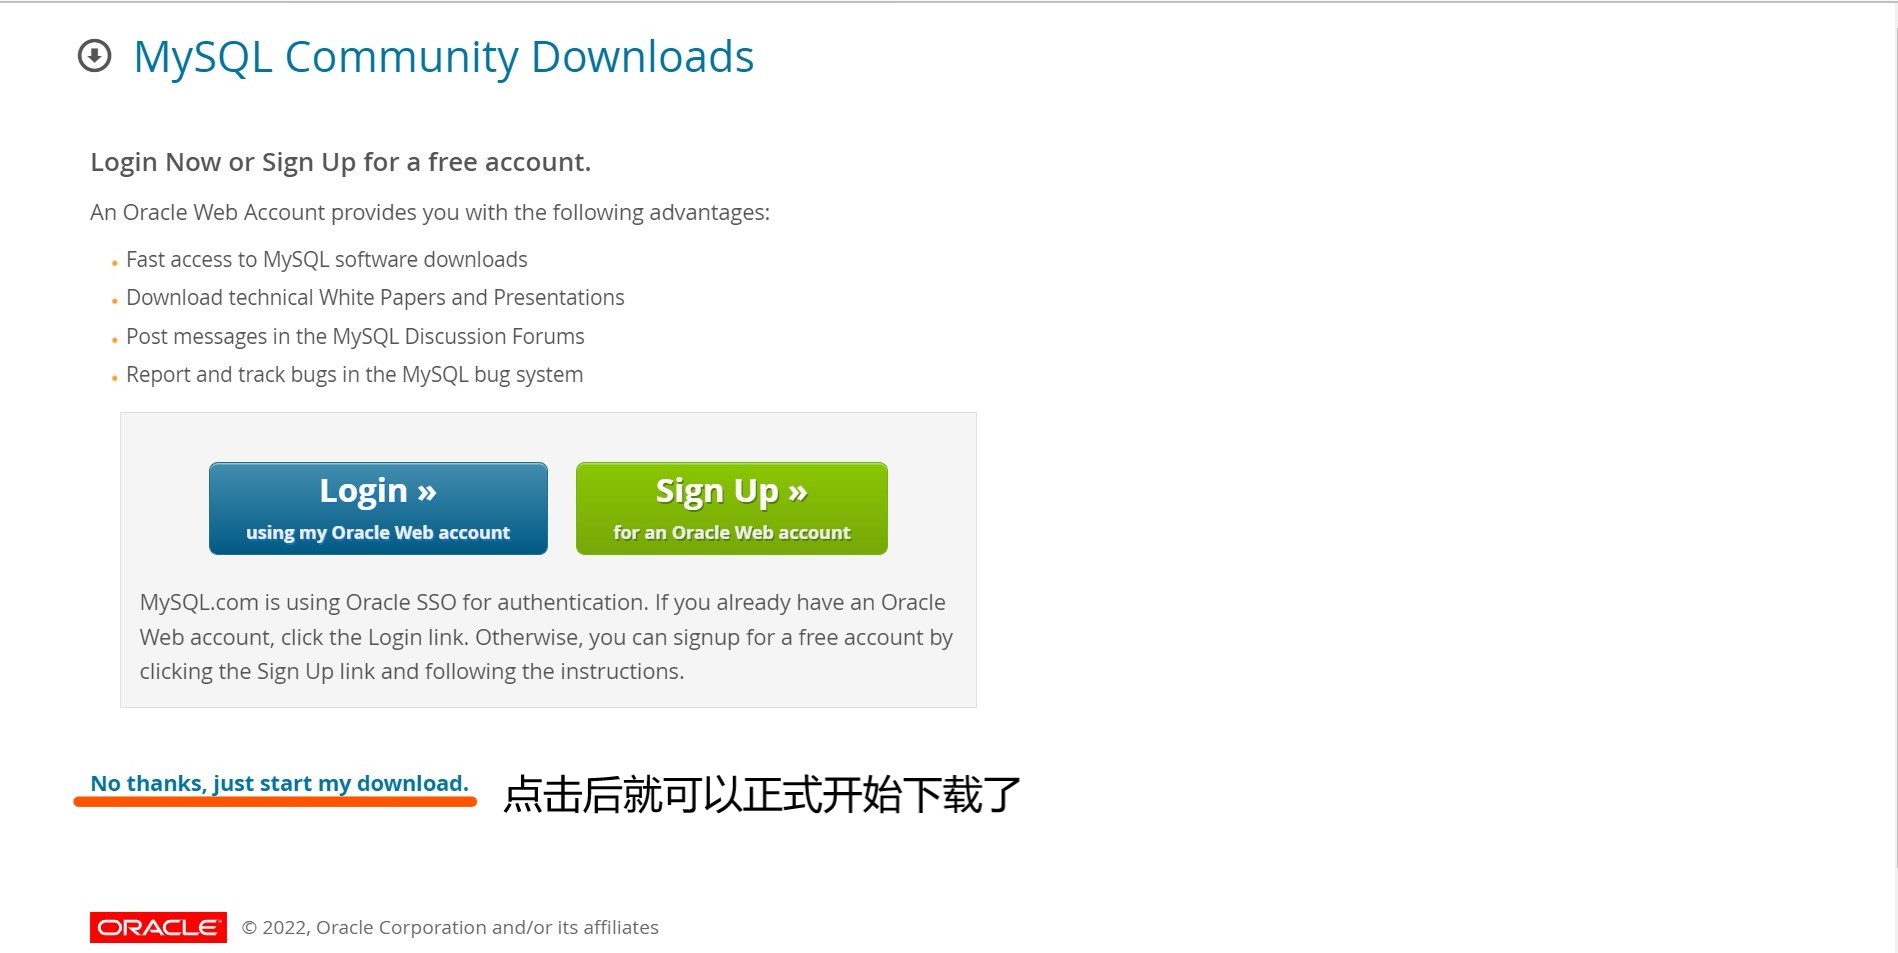 MySQL Community Downloads
Login Now or Sign Up for a free account.
An Oracle Web Account provides you with the following advantages:
Fast access to MySQL software downloads
Download technical White Papers and Presentations
Post messages in the MySQL Discussion Forums
Report and track bugs in the MySQL bug system
Login »
using my Oracle Web account
Sign Up »
for an Oracle Web account
MySQL.com is using Oracle SSO for authentication. If you already have an Oracle
Web account, click the Login link. Otherwise, you can signup for a free account by
clicking the Sign Up link and following the instructions.
No thanks, just start my download.
点击后就可以正式开始下载了
ORACLE
© 2022, Oracle Corporation and/or its affiliates